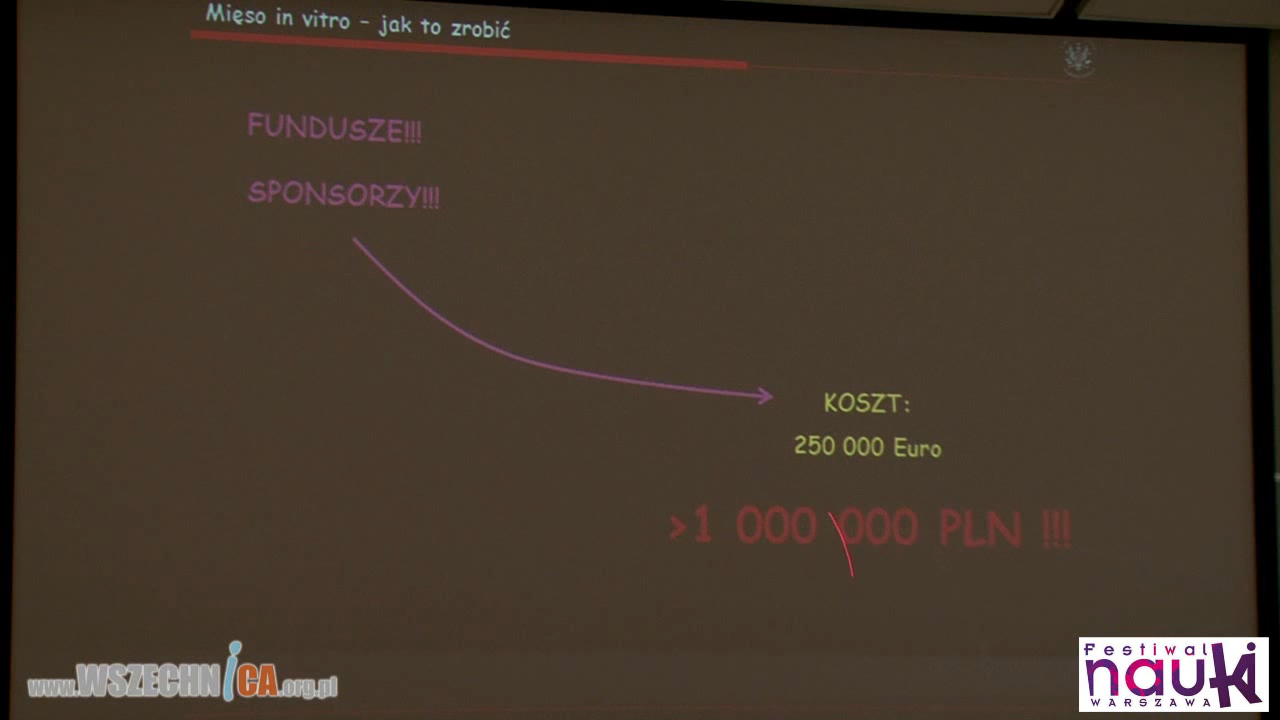 Mięso in vitro - jak to zrobić
FUNDUSZE!!!
SPONSORZY!!!
KOSZT:
250 000 Euro
>1 000 000 PLN !!!
www.WSZECHNICA.org.pl
Festiwal
nauki
WARSZAWA